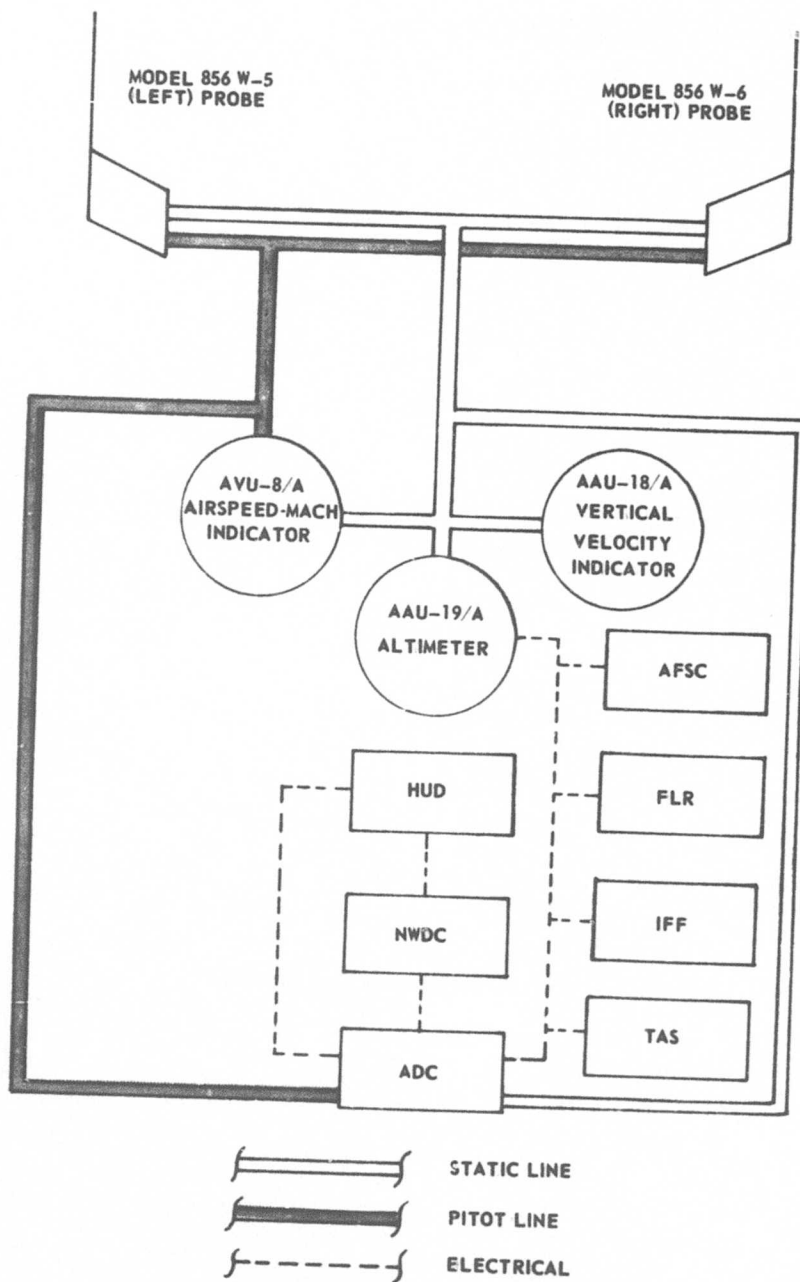 MODEL 856 W-5
(LEFT) PROBE
MODEL 856 W-6
(RIGHT) PROBE
AVU-8/A
AIRSPEED-MACH
INDICATOR
AAU-18/A
VERTICAL
VELOCITY
INDICATOR
AAU-19/A
ALTIMETER
AFSC
HUD
FLR
NWDC
IFF
ADC
TAS
STATIC LINE
PITOT LINE
ELECTRICAL